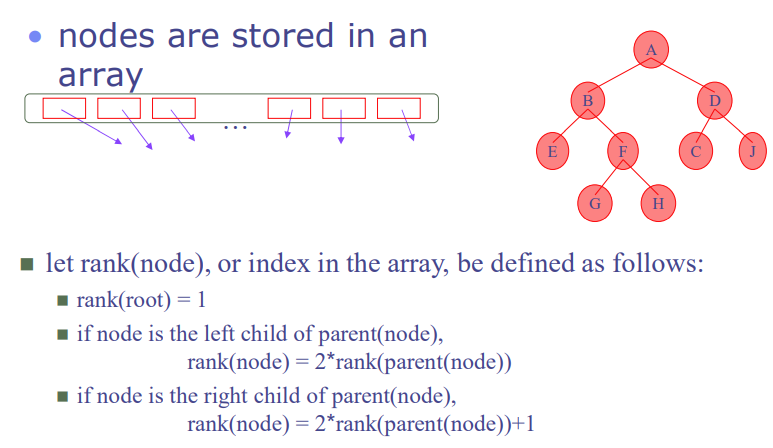 nodes are stored in an
array
...
A
B
D
E
F
C
J
G
H
let rank(node), or index in the array, be defined as follows:
rank(root) = 1
if node is the left child of parent(node),
rank(node) = 2*rank(parent(node))
if node is the right child of parent(node),
rank(node) = 2*rank(parent(node))+1